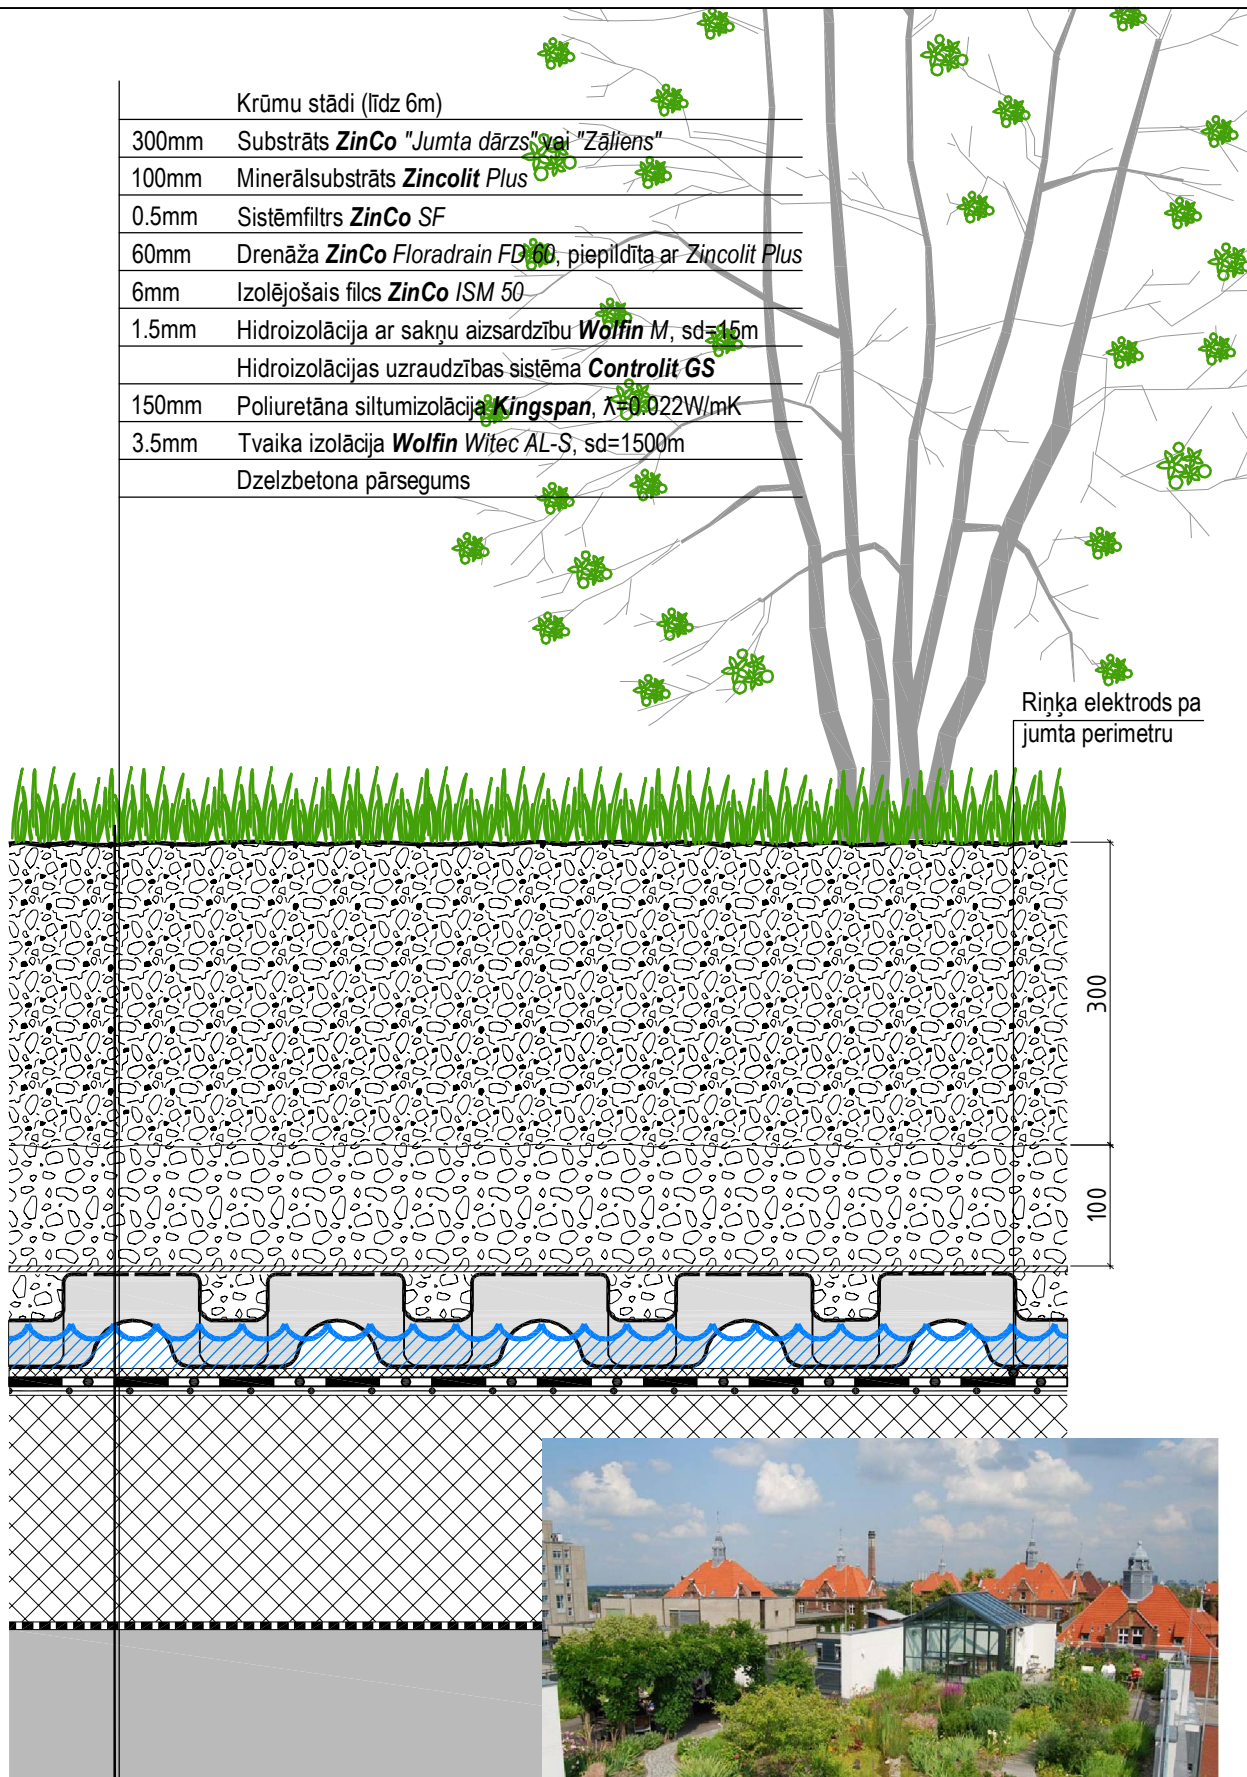 Krūmu stādi (līdz 6m)
300mm Substrāts ZinCo "Jumta dārzs" vai "Zāliens"
100mm Minerālsubstrāts Zincolit Plus
0.5mm Sistēmfiltrs ZinCo SF
60mm Drenāža ZinCo Floradrain FD 60, piepildīta ar Zincolit Plus
6mm Izolējošais filcs ZinCo ISM 50
1.5mm Hidroizolācija ar sakņu aizsardzību Wolfin M, sd=15m
Hidroizolācijas uzraudzības sistēma Controlit GS
150mm Poliuretāna siltumizolācija Kingspan, λ=0.022W/mK
3.5mm Tvaika izolācija Wolfin Witec AL-S, sd=1500m
Dzelzbetona pārsegums
Riņķa elektrods pa
jumta perimetru
300
100